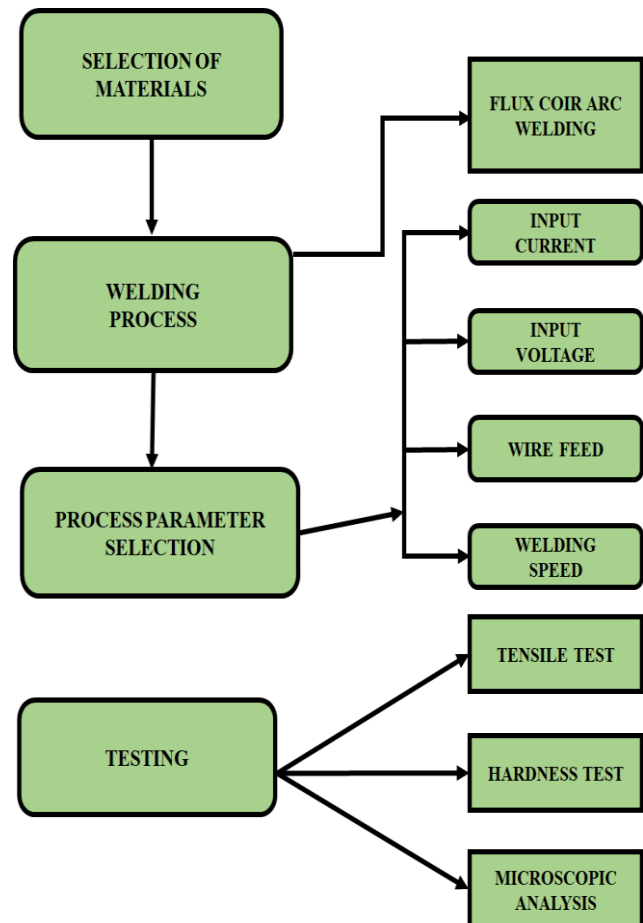 SELECTION OF
MATERIALS
FLUX COIR ARC
WELDING
WELDING
PROCESS
INPUT
CURRENT
INPUT
VOLTAGE
WIRE FEED
PROCESS PARAMETER
SELECTION
WELDING
SPEED
TESTING
TENSILE TEST
HARDNESS TEST
MICROSCOPIC
ANALYSIS